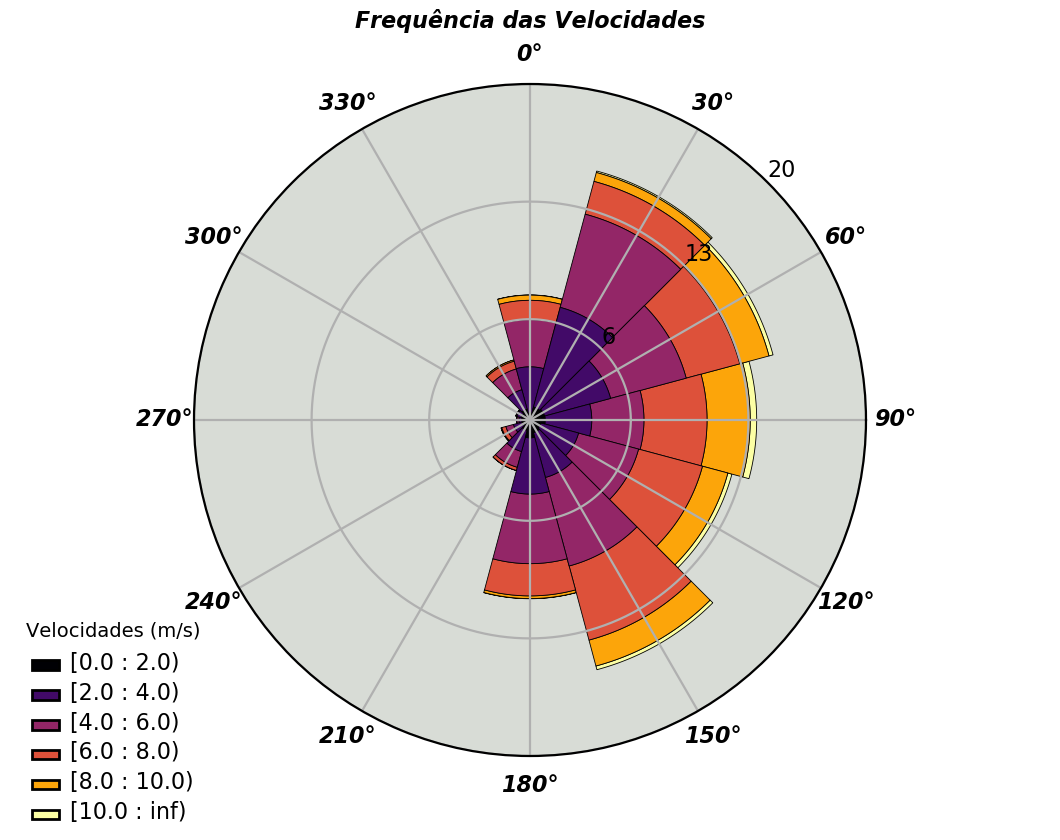 Frequência das Velocidades
0°
330°
30°
20
300°
60°
13
6
270°
90°
240°
120°
210°
150°
180°
Velocidades (m/s)
[0.0 : 2.0)
[2.0 : 4.0)
[4.0 : 6.0)
[6.0 : 8.0)
[8.0 : 10.0)
[10.0 : inf)